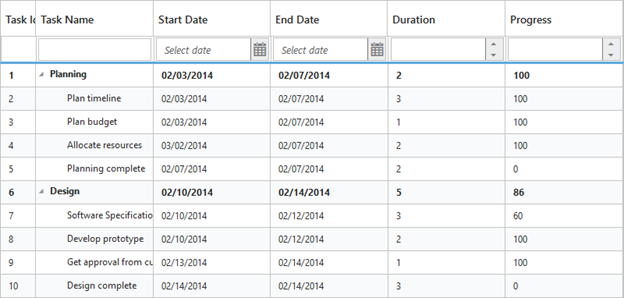 Task Id Task Name Start Date End Date Duration Progress
Select date Select date
1 Planning 02/03/2014 02/07/2014 2 100
2 Plan timeline 02/03/2014 02/07/2014 3 100
3 Plan budget 02/03/2014 02/07/2014 1 100
4 Allocate resources 03/02/2014 02/07/2014 2 100
5 Planning complete 02/07/2014 02/07/2014 2 0
6 Design 02/10/2014 02/14/2014 5 86
7 Software Specificatio 02/10/2014 02/12/2014 3 60
8 Develop prototype 02/10/2014 02/12/2014 2 100
9 Get approval from cu 02/13/2014 02/14/2014 1 100
10 Design complete 02/14/2014 02/14/2014 3 0